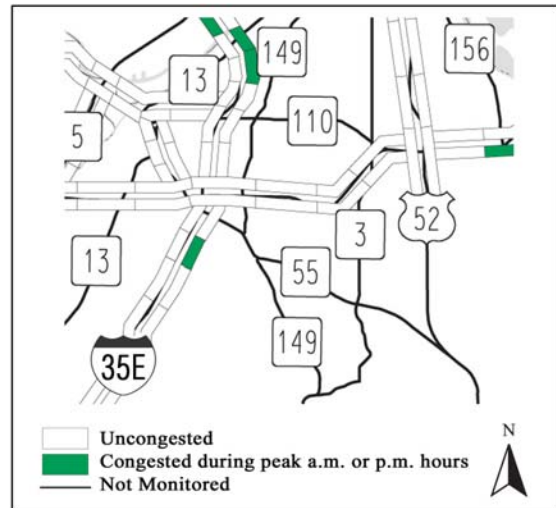 149
156
13
110
5
52
3
13
55
149
35E
Uncongested
Congested during peak a.m. or p.m. hours
Not Monitored
N